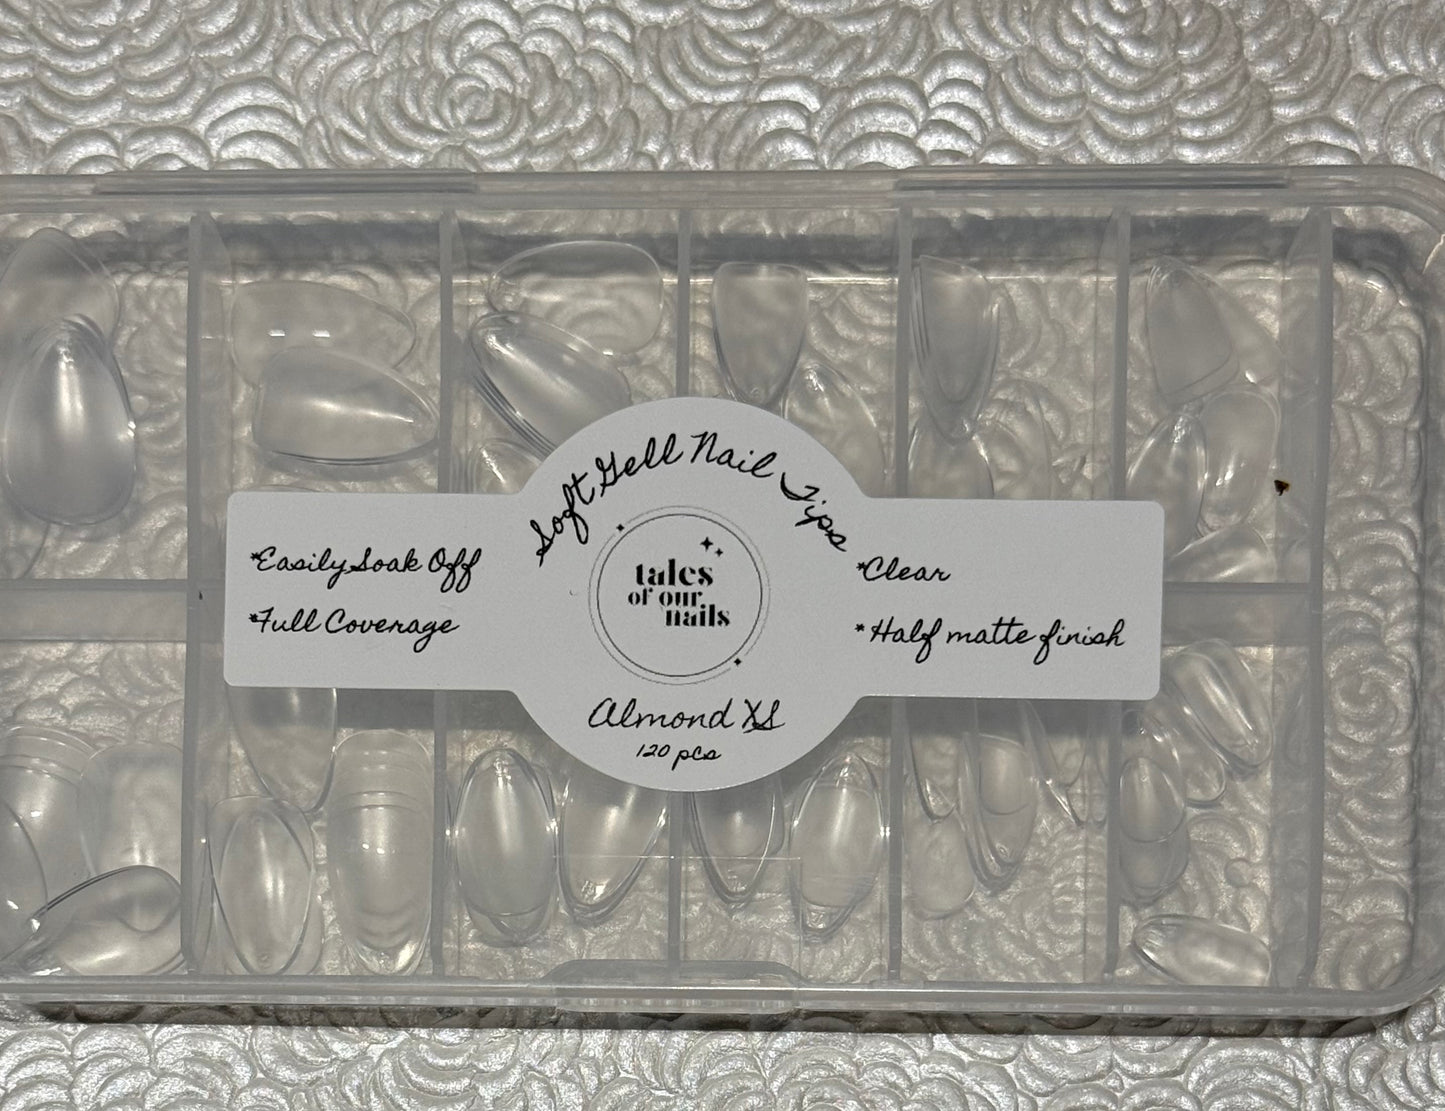 Soft Gell Nail Tips
*Easily Soak Off
*Full Coverage
tales
of our
nails
*Clear
*Half matte finish
Almond XS
120 pcs